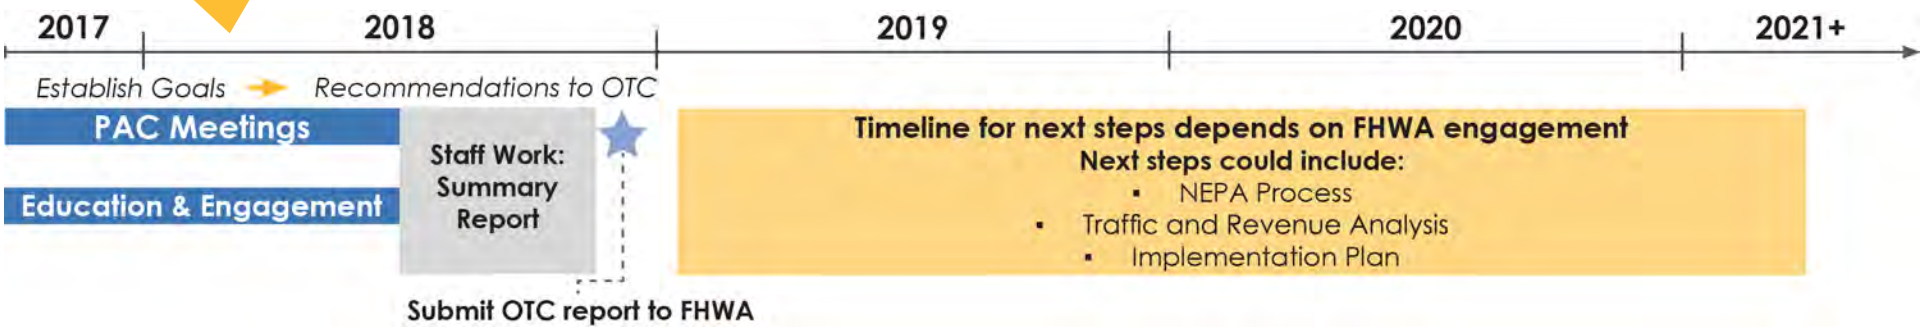 2017 2018 2019 2020 2021+
Establish Goals Recommendations to OTC
PAC Meetings
Education & Engagement
Staff Work:
Summary
Report
Submit OTC report to FHWA
Timeline for next steps depends on FHWA engagement
Next steps could include:
▪ NEPA Process
▪ Traffic and Revenue Analysis
▪ Implementation Plan